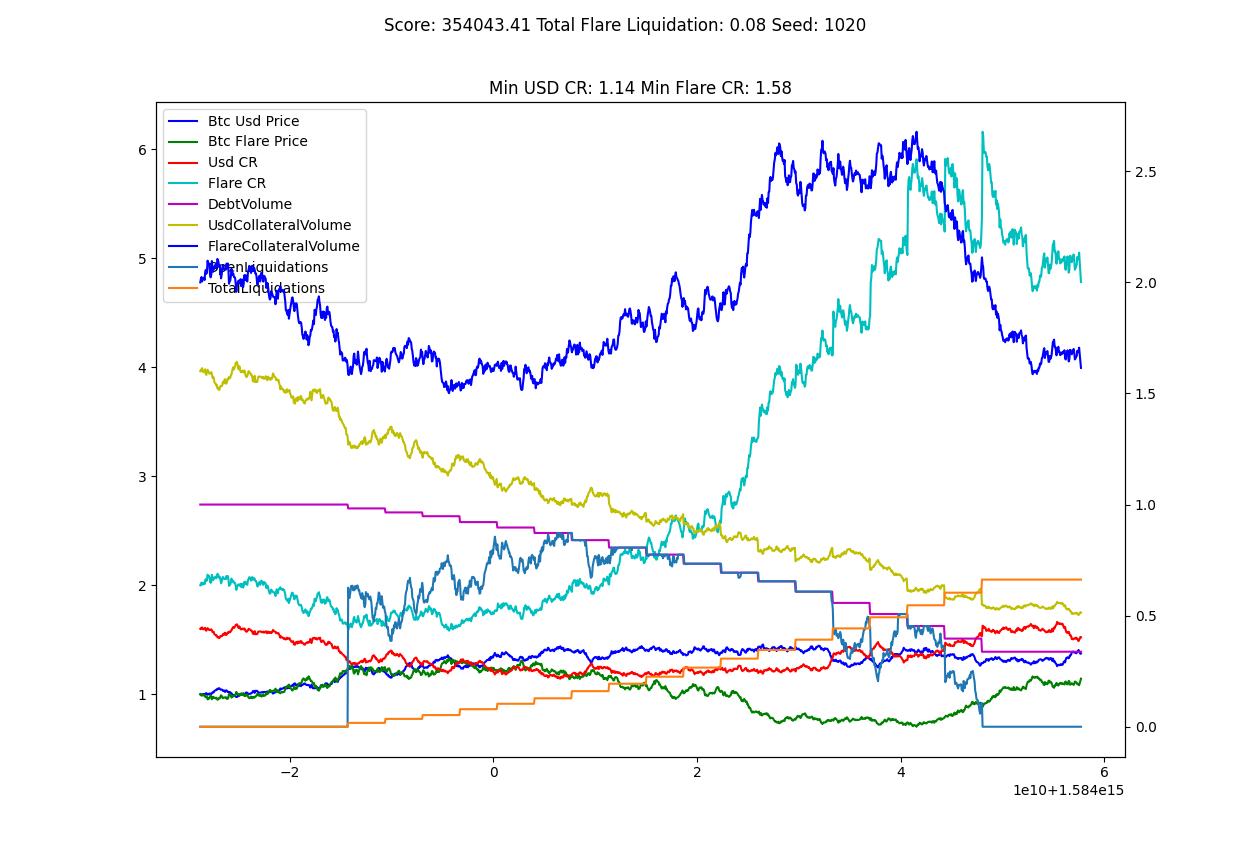 Score: 354043.41 Total Flare Liquidation: 0.08 Seed: 1020
Min USD CR: 1.14 Min Flare CR: 1.58
Btc Usd Price
Btc Flare Price
Usd CR
Flare CR
DebtVolume
UsdCollateralVolume
FlareCollateralVolume
OpenLiquidations
TotalLiquidations
6
5
4
3
2
1
2.5
2.0
1.5
1.0
0.5
0.0
−2 0 2 4 6
1e10+1.584e15